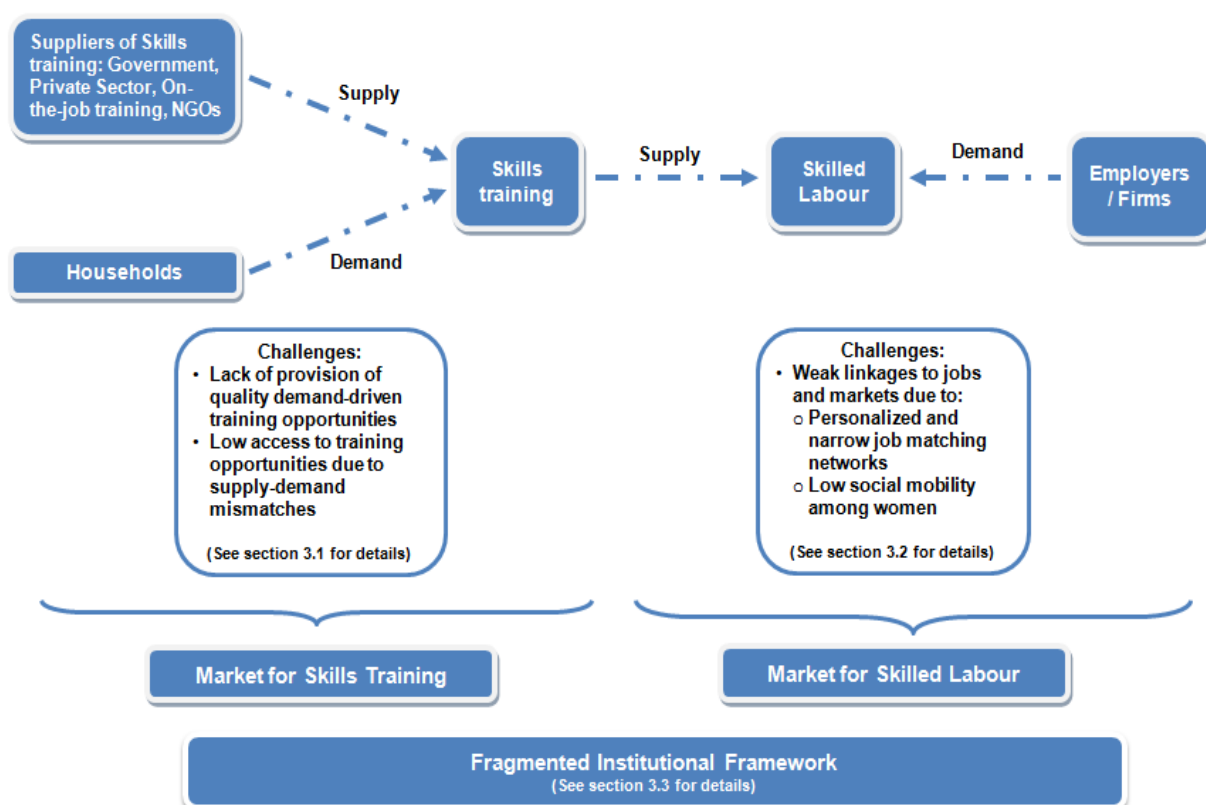 Suppliers of Skills
training: Government,
Private Sector, On-
the-job training, NGOs
Supply
Households
Demand
Skills
training
Supply
Skilled
Labour
Demand
Employers
/ Firms
Challenges:
• Lack of provision of
quality demand-driven
training opportunities
• Low access to training
opportunities due to
supply-demand
mismatches
(See section 3.1 for details)
Challenges:
• Weak linkages to jobs
and markets due to:
o Personalized and
narrow job matching
networks
o Low social mobility
among women
(See section 3.2 for details)
Market for Skills Training
Market for Skilled Labour
Fragmented Institutional Framework
(See section 3.3 for details)